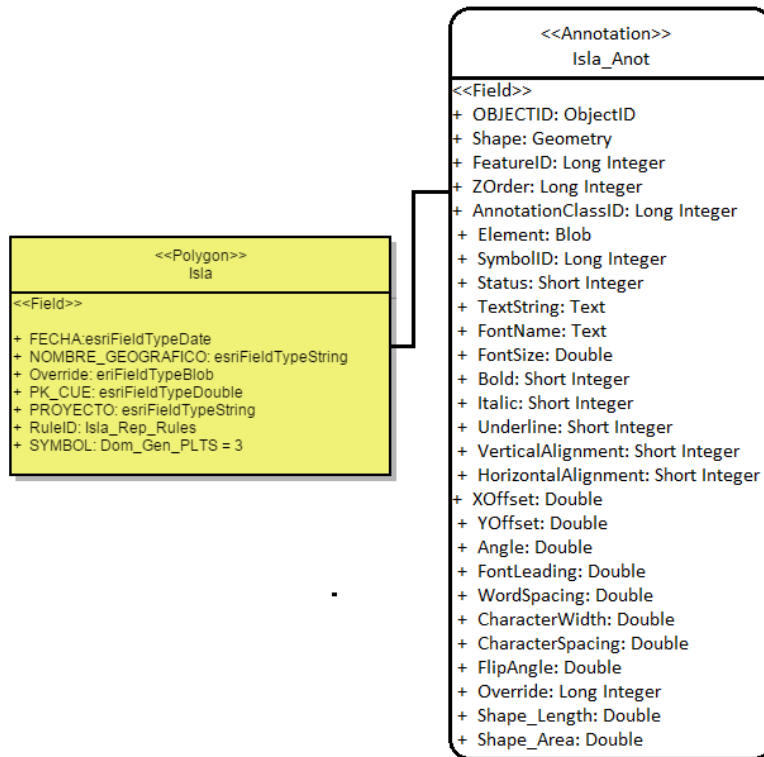 <<Polygon>>
Isla
<<Field>>
+ FECHA:esriFieldTypeDate
+ NOMBRE_GEOGRAFICO: esriFieldTypeString
+ Override: eriFieldTypeBlob
+ PK_CUE: esriFieldTypeDouble
+ PROYECTO: esriFieldTypeString
+ RuleID: Isla_Rep_Rules
+ SYMBOL: Dom_Gen_PLTS = 3
<<Annotation>>
Isla_Anot
<<Field>>
+ OBJECTID: ObjectID
+ Shape: Geometry
+ FeatureID: Long Integer
+ ZOrder: Long Integer
+ AnnotationClassID: Long Integer
+ Element: Blob
+ SymbolID: Long Integer
+ Status: Short Integer
+ TextString: Text
+ FontName: Text
+ FontSize: Double
+ Bold: Short Integer
+ Italic: Short Integer
+ Underline: Short Integer
+ VerticalAlignment: Short Integer
+ HorizontalAlignment: Short Integer
+ XOffset: Double
+ YOffset: Double
+ Angle: Double
+ FontLeading: Double
+ WordSpacing: Double
+ CharacterWidth: Double
+ CharacterSpacing: Double
+ FlipAngle: Double
+ Override: Long Integer
+ Shape_Length: Double
+ Shape_Area: Double